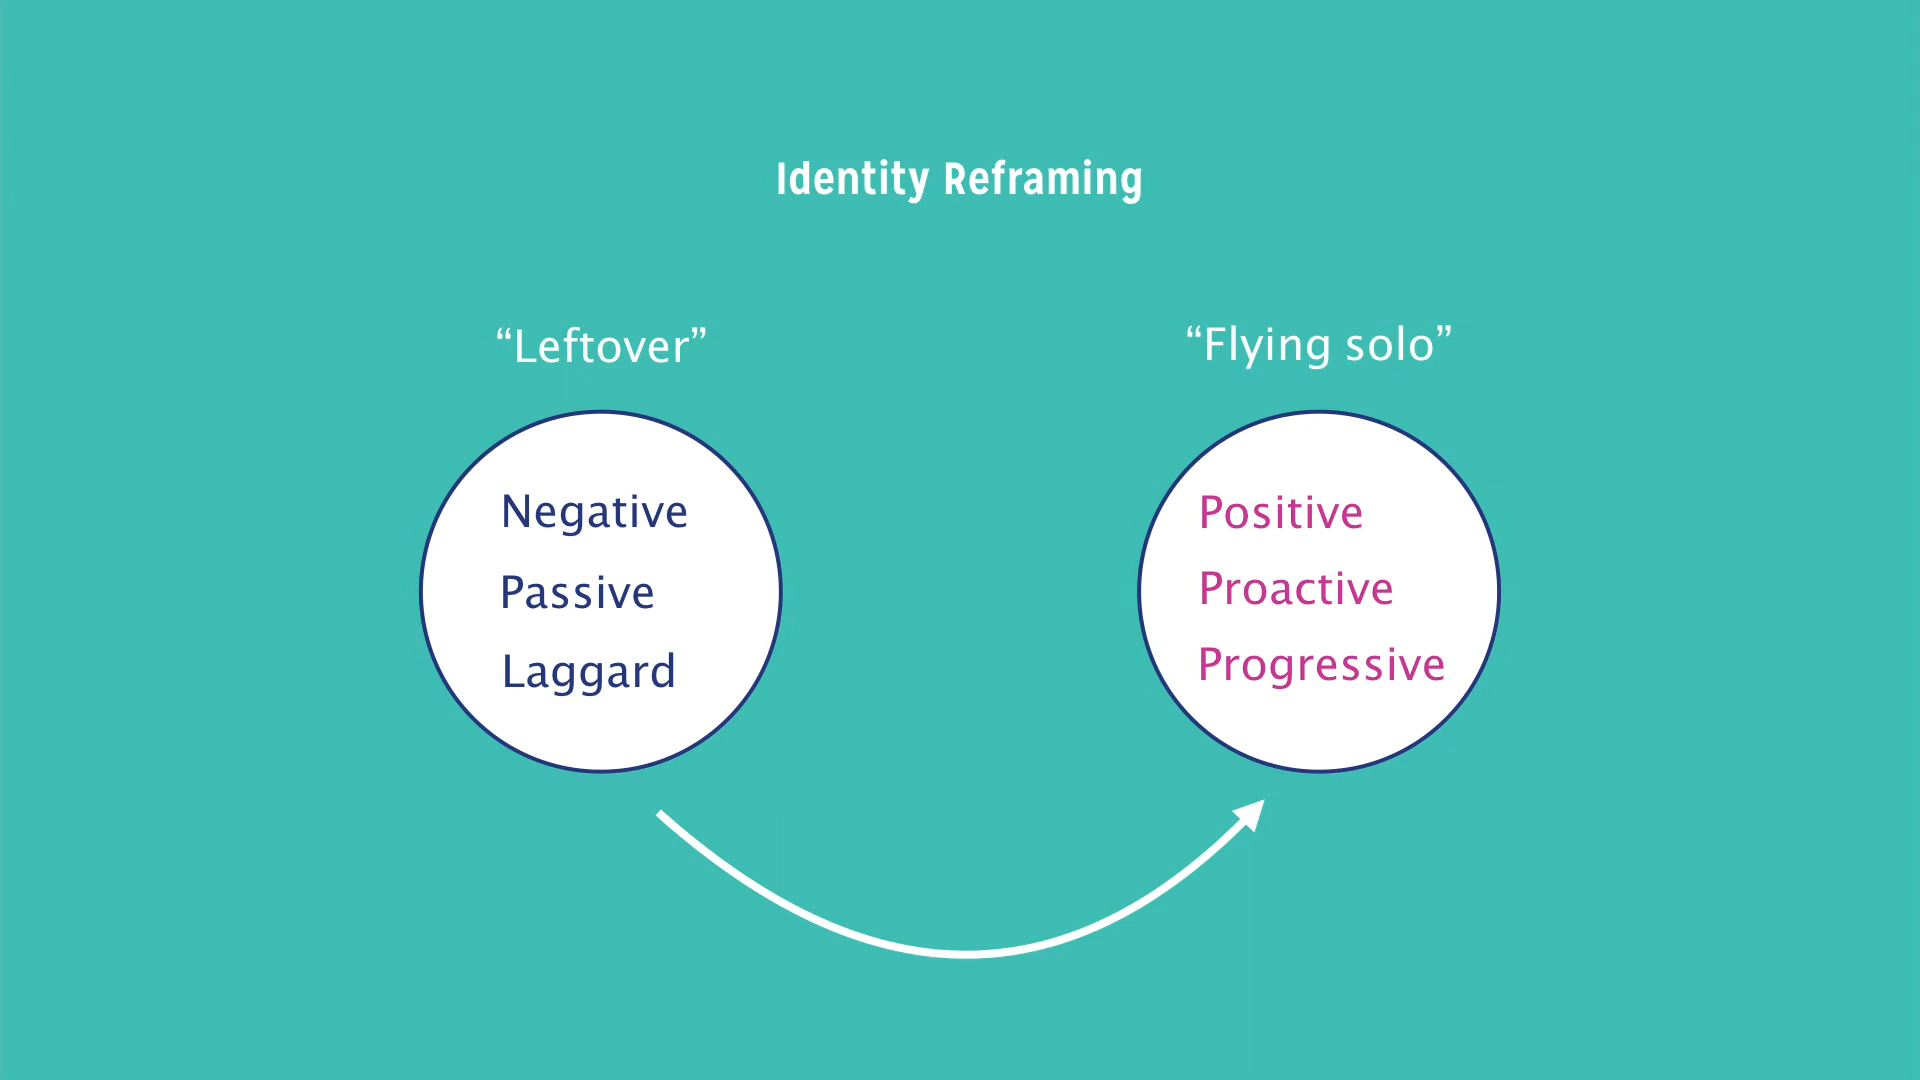 Identity Reframing
“Leftover”
Negative
Passive
Laggard
“Flying solo”
Positive
Proactive
Progressive